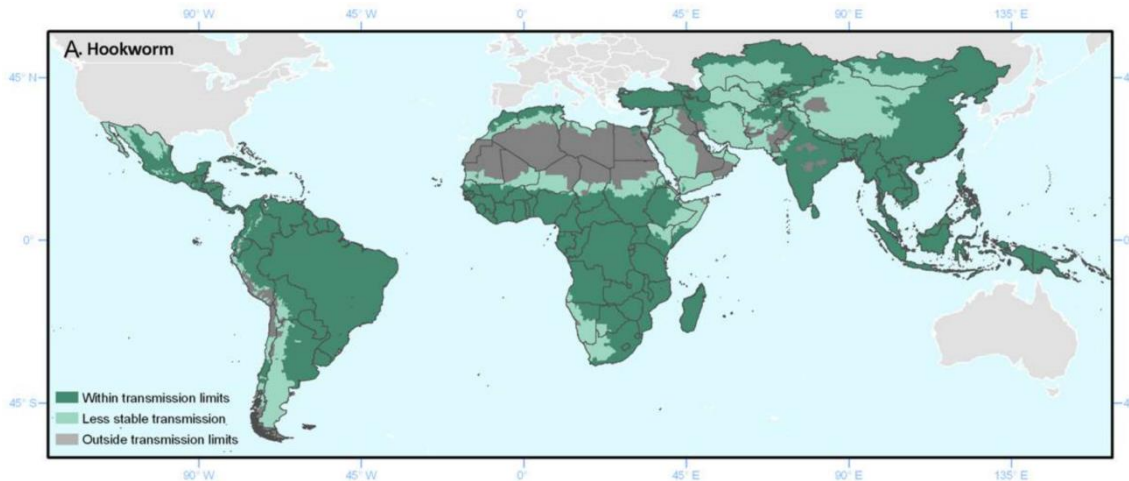 90° W 45° W 0° 45° E 90° E 135° E
A. Hookworm
45° N
0°
45° S
Within transmission limits
Less stable transmission
Outside transmission limits
90° W 45° W 0° 45° E 90° E 135° E